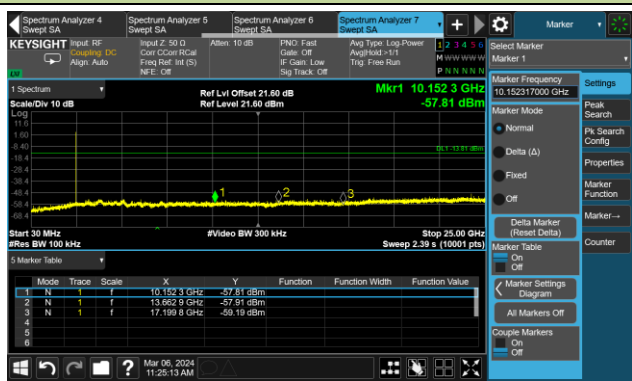 Spectrum Analyzer 4
Swept SA
Spectrum Analyzer 5
Swept SA
Spectrum Analyzer 6
Swept SA
Spectrum Analyzer 7
Swept SA
Marker
KEYSIGHT
Input: RF
Coupling: DC
Align: Auto
Input Z: 50 Ω
Corr CCorr RCal
Freq Ref: Int (S)
NFE: Off
Atten: 10 dB
PNO: Fast
Gate: Off
IF Gain: Low
Sig Track: Off
Avg Type: Log-Power
Avg|Hold:>1/1
Trig: Free Run
1 2 3 4 5 6
M W W W W W
P N N N N N
Select Marker
Marker 1
LW
1 Spectrum
Scale/Div 10 dB
Ref Lvl Offset 21.60 dB
Ref Level 21.60 dBm
Mkr1 10.152 3 GHz
-57.81 dBm
Log
11.6
1.60
-8.40
-18.4
-28.4
-38.4
-48.4
-58.4
-68.4
DL1 -13.81 dBm
1
2
3
Start 30 MHz
#Res BW 100 kHz
#Video BW 300 kHz
Stop 25.00 GHz
Sweep 2.39 s (10001 pts)
5 Marker Table
Mode Trace Scale X Y Function Function Width Function Value
1 N 1 f 10.152 3 GHz -57.81 dBm
2 N 1 f 13.662 9 GHz -57.91 dBm
3 N 1 f 17.199 8 GHz -59.19 dBm
4
5
6
Marker Frequency
10.152317000 GHz
Marker Mode
Normal
Delta (Δ)
Fixed
Off
Delta Marker
(Reset Delta)
Marker Table
On
Off
Marker Settings
Diagram
All Markers Off
Couple Markers
On
Off
Settings
Peak
Search
Pk Search
Config
Properties
Marker
Function
Marker→
Counter
?
Mar 06, 2024
11:25:13 AM